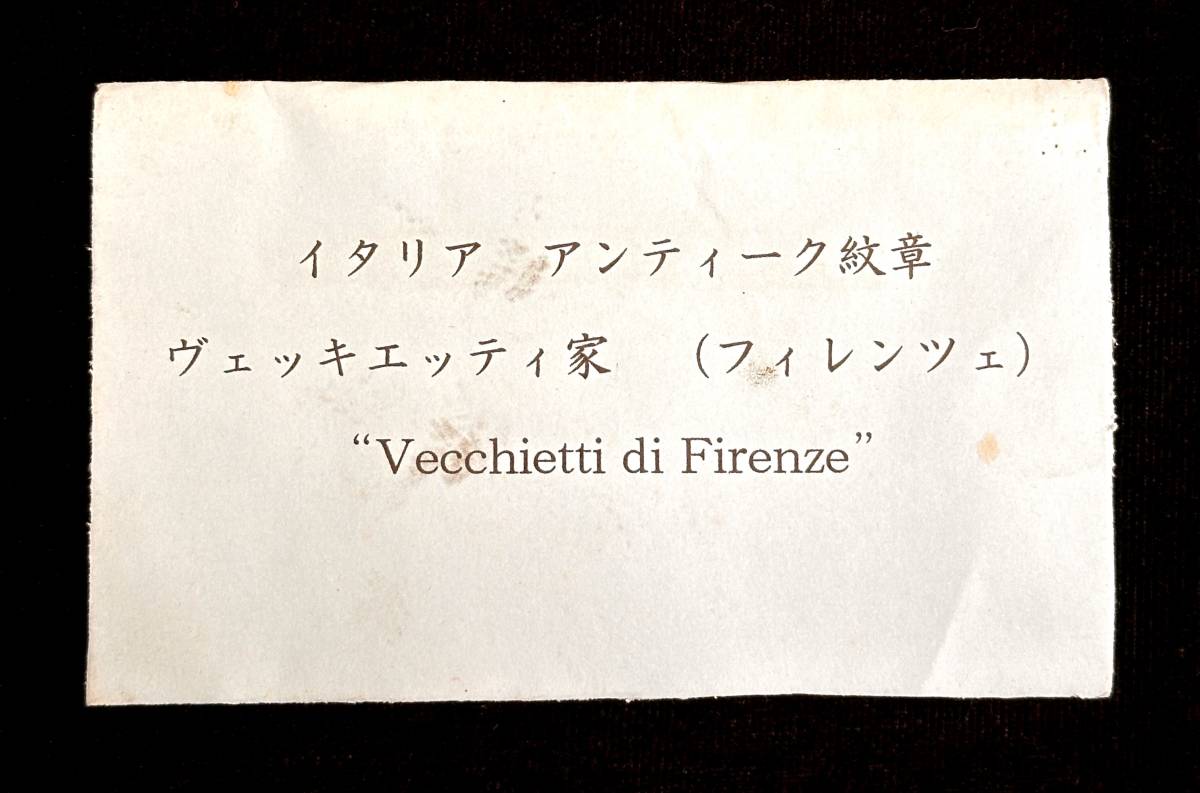 イタリア　アンティーク紋章
ヴェッキエッティ家　（フィレンツェ）
“Vecchietti di Firenze”